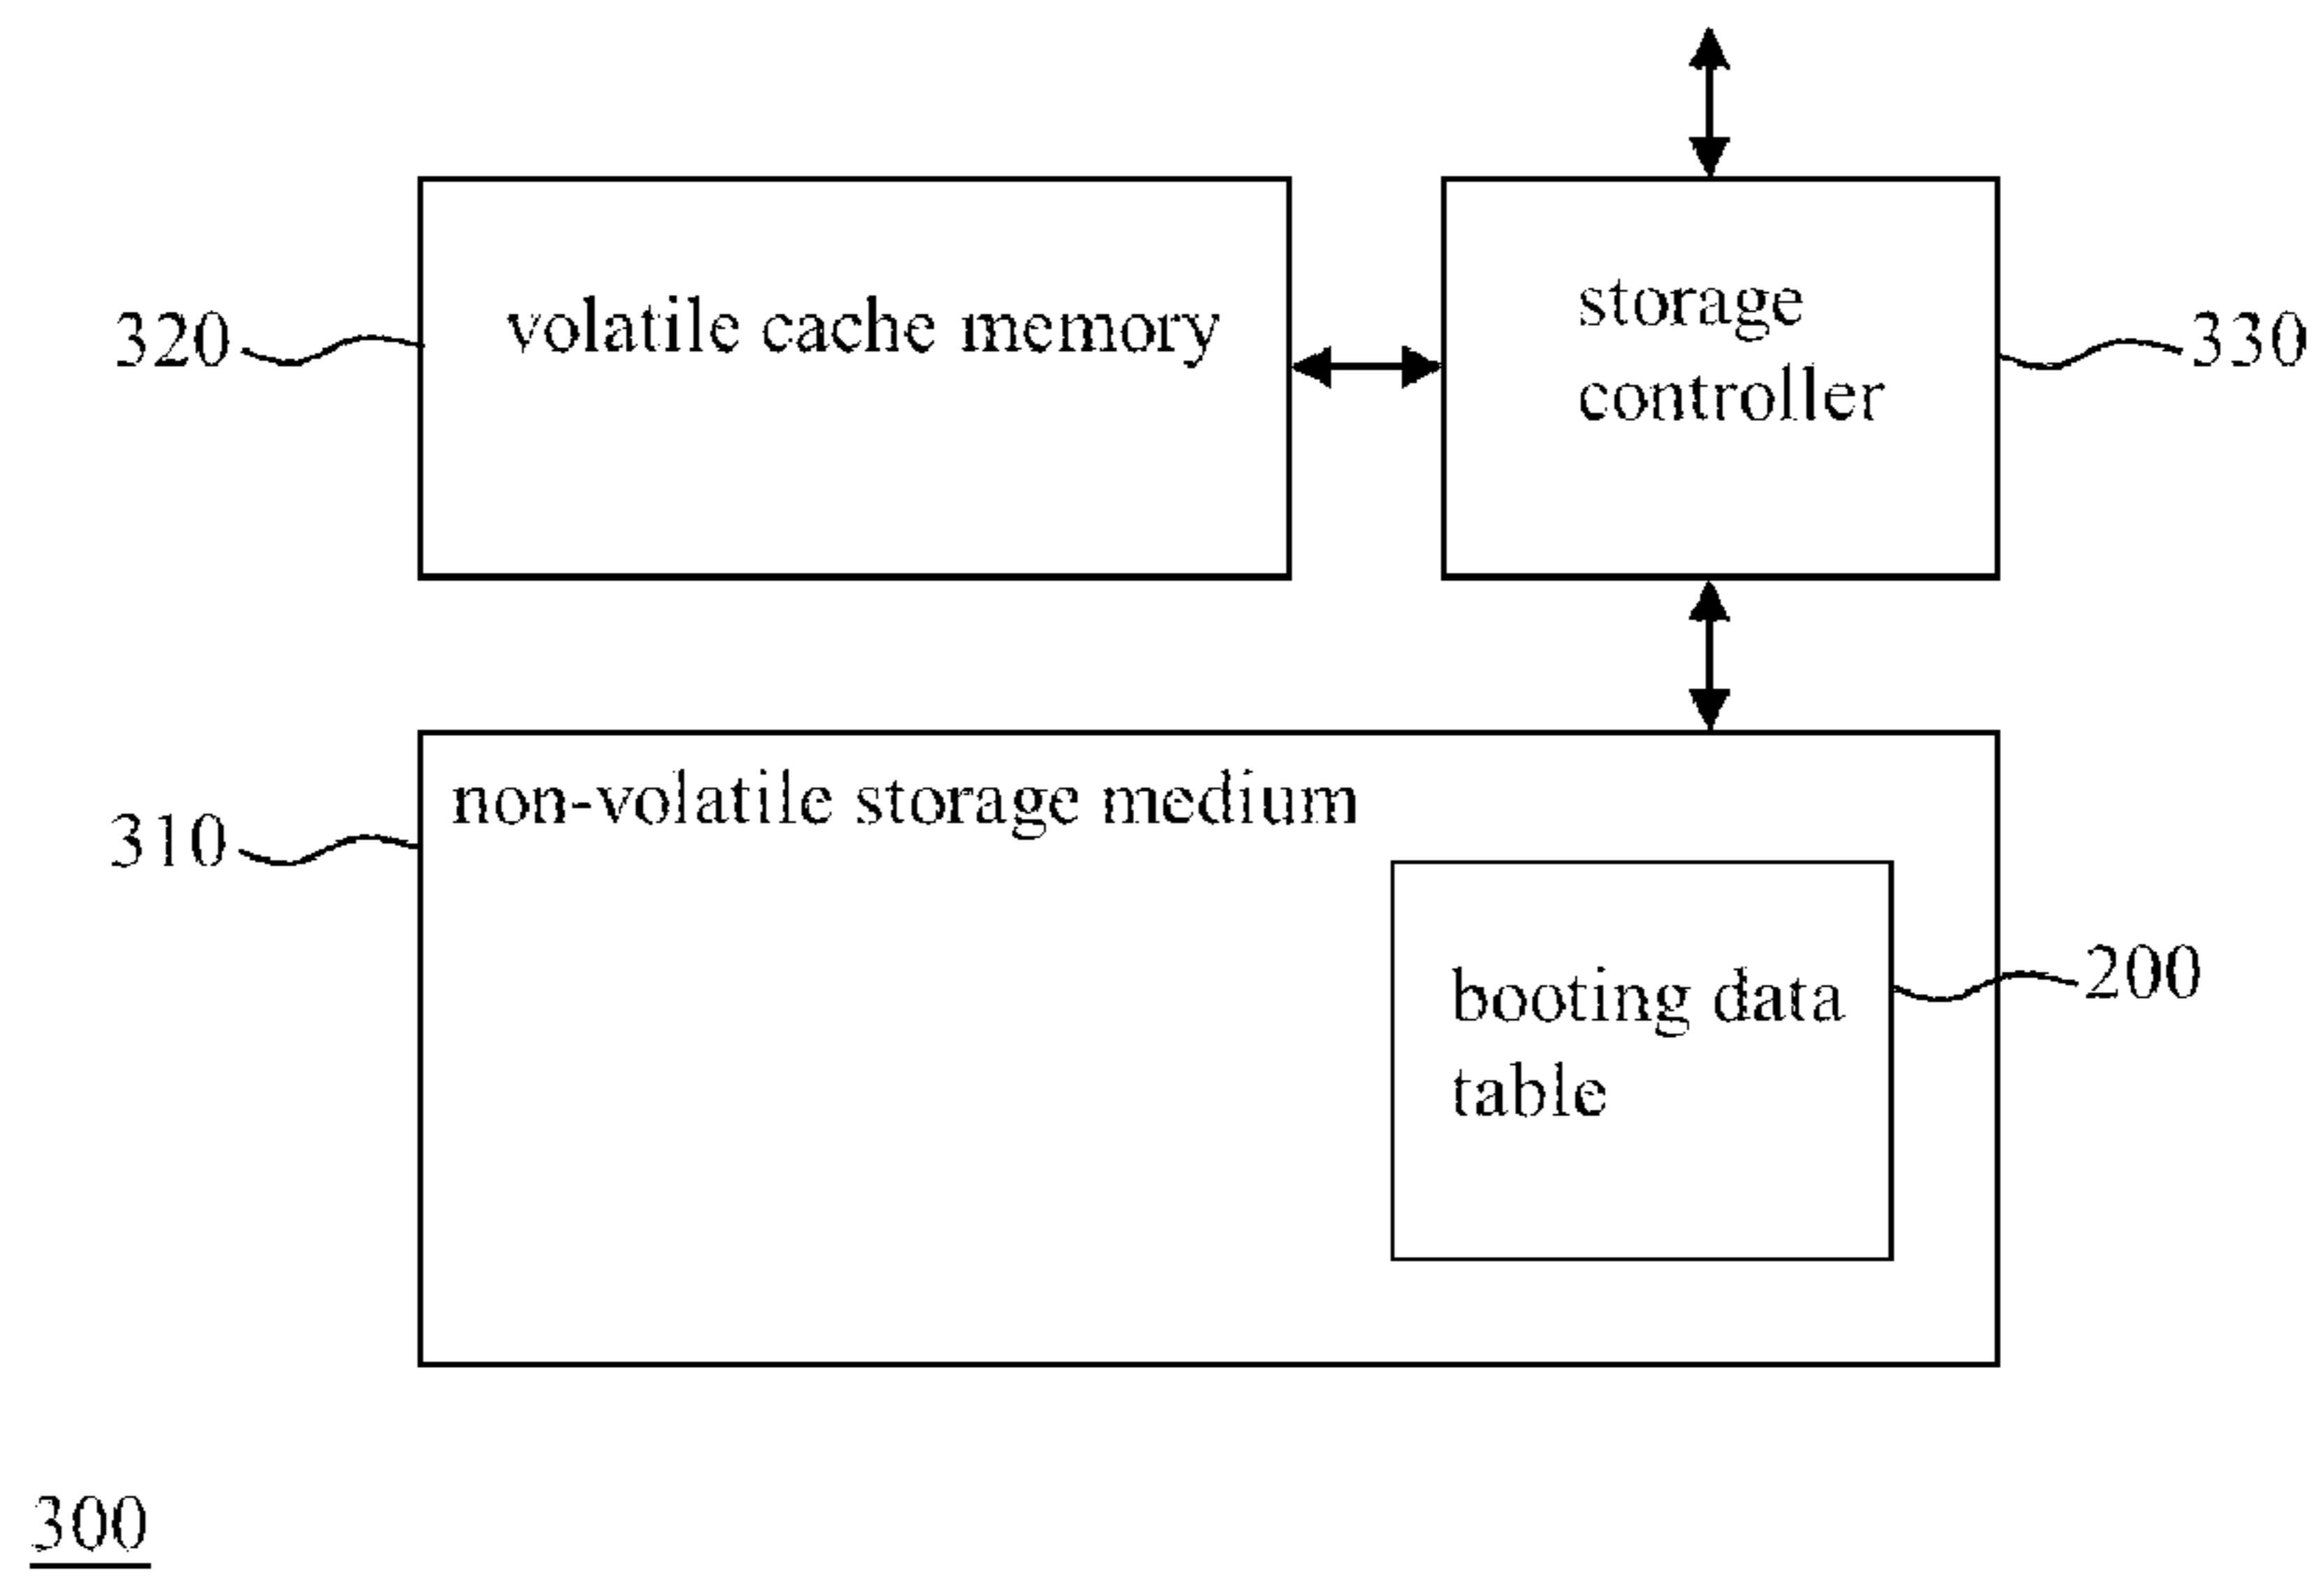 320
volatile cache memory
storage
controller
330
310
non-volatile storage medium
booting data
table
200
300